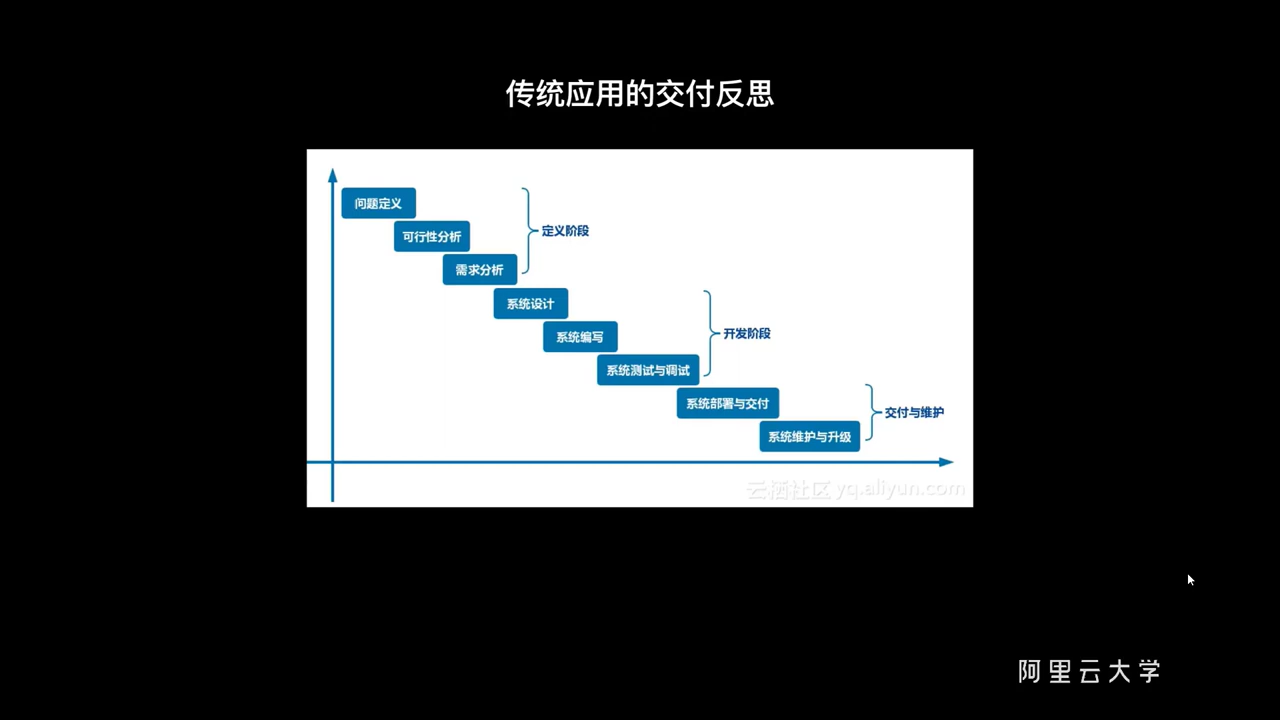 传统应用的交付反思
问题定义
可行性分析
需求分析
定义阶段
系统设计
系统编写
系统测试与调试
开发阶段
系统部署与交付
系统维护与升级
交付与维护
云栖社区 yq.aliyun.com
阿里云大学